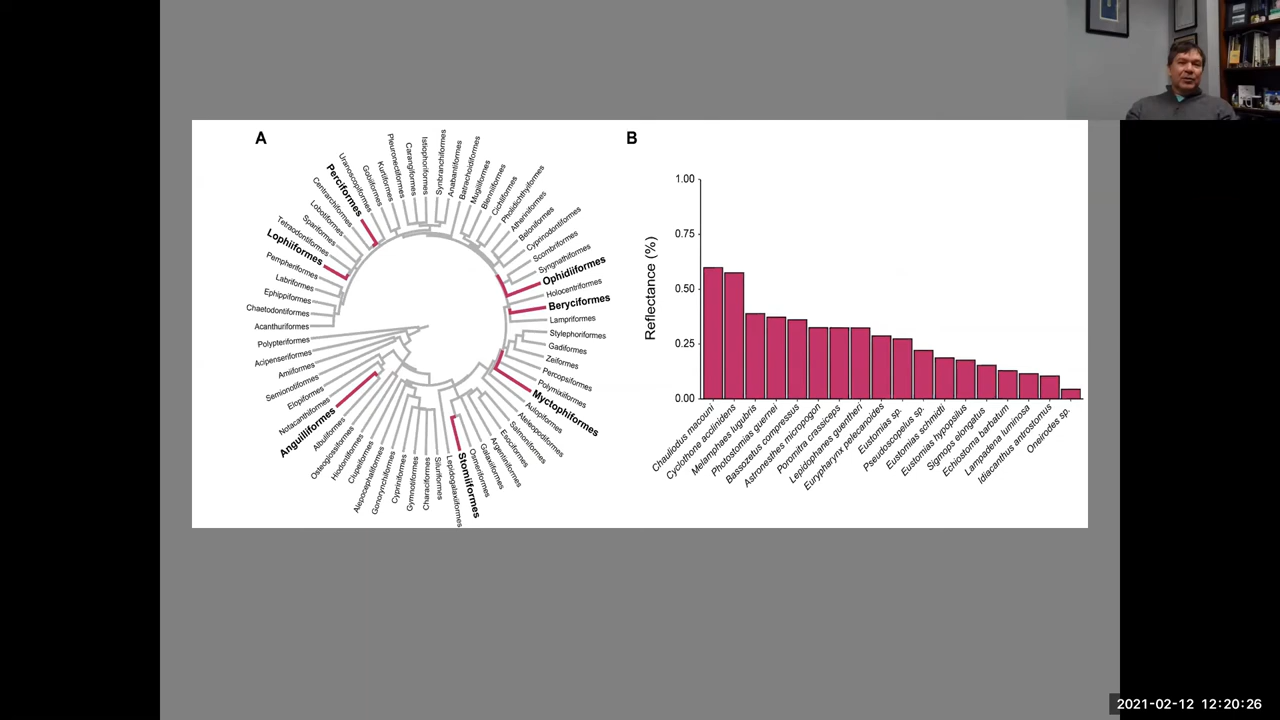 A
Istiophoriformes
Carangiformes
Pleuronectiformes
Kurtiformes
Gobiiformes
Uranoscopiformes
Perciformes
Centrarchiformes
Lobotiformes
Spariformes
Tetraodontiformes
Lophiiformes
Pempheriformes
Labriformes
Ephippiformes
Chaetodontiformes
Acanthuriformes
Polypteriformes
Acipenseriformes
Amiiformes
Semionotiformes
Elopiformes
Notacanthiformes
Anguilliformes
Albuliformes
Osteoglossiformes
Hiodontiformes
Clupeiformes
Alepocephaliformes
Gonorynchiformes
Cypriniformes
Gymnotiformes
Characiformes
Siluriformes
Lepidogalaxiiformes
Stomiiformes
Osmeriformes
Galaxiiformes
Argentiniformes
Esociformes
Salmoniformes
Ateleopodiformes
Aulopiformes
Myctophiformes
Polymixiiformes
Percopsiformes
Zeiformes
Gadiformes
Stylephoriformes
Lampriformes
Beryciformes
Holocentriformes
Ophidiiformes
Syngnathiformes
Scombriformes
Cyprinodontiformes
Beloniformes
Atheriniformes
Pholidichthyiformes
Cichliformes
Blenniiformes
Mugiliformes
Batrachoidiformes
Anabantiformes
Synbranchiformes
B
Reflectance (%)
1.00
0.75
0.50
0.25
0.00
Chauliodus macouni
Cyclothone acclinidens
Melamphaes lugubris
Photostomias guernei
Bassozetus compressus
Astronesthes micropogon
Poromitra crassiceps
Lepidophanes guentheri
Eurypharynx pelecanoides
Eustomias sp.
Pseudoscopelus sp.
Eustomias schmidti
Eustomias hypopsilus
Sigmops elongatus
Echiostoma barbatum
Lampadena luminosa
Idiacanthus antrostomus
Oneirodes sp.
2021-02-12 12:20:26